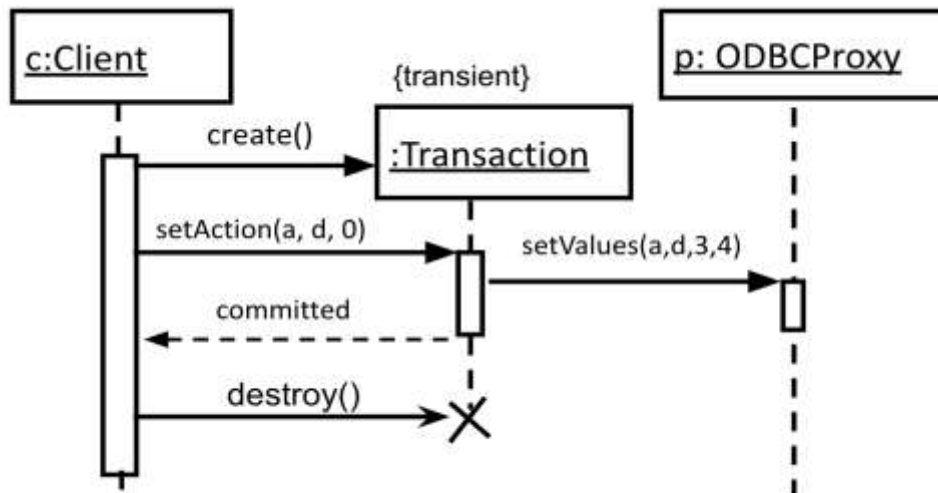 c:Client
{transient}
p: ODBCProxy
create()
:Transaction
setAction(a, d, 0)
setValues(a,d,3,4)
committed
destroy()